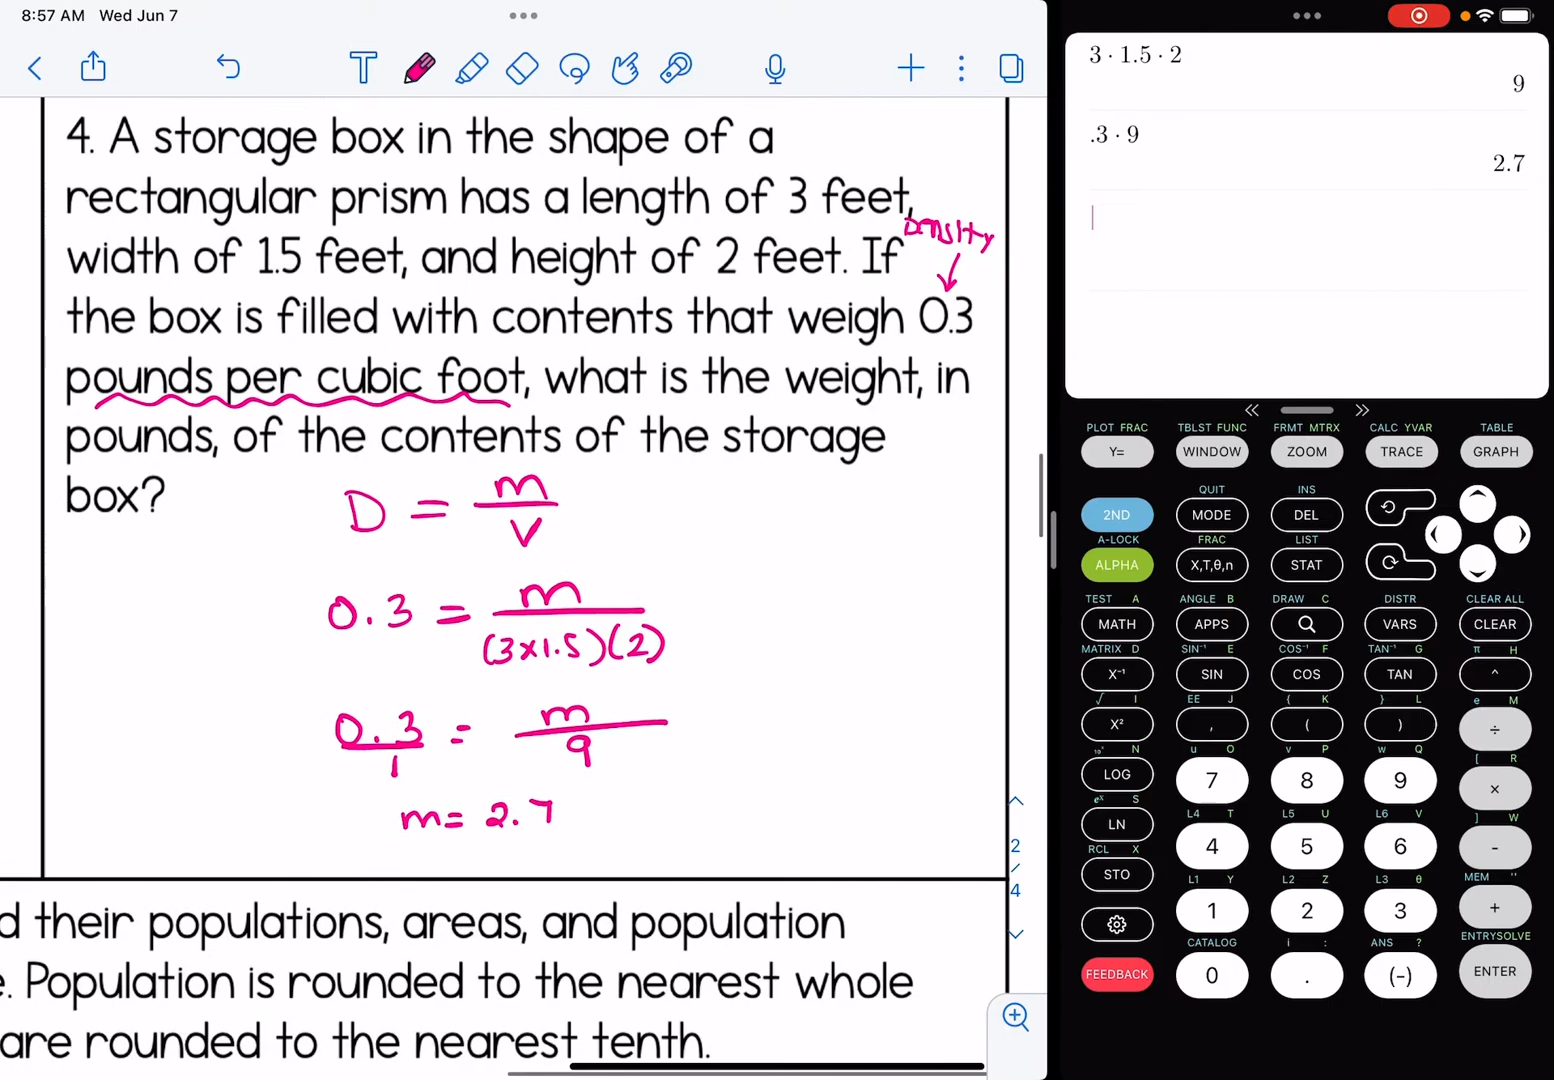 8:57 AM Wed Jun 7
4. A storage box in the shape of a
rectangular prism has a length of 3 feet,
Density
width of 1.5 feet, and height of 2 feet. If
the box is filled with contents that weigh 0.3
pounds per cubic foot, what is the weight, in
pounds, of the contents of the storage
box?
D = m/v
0.3 = m/(3x1.5)(2)
0.3/1 = m/9
m= 2.7
2/4
d their populations, areas, and population
e. Population is rounded to the nearest whole
are rounded to the nearest tenth.
3 · 1.5 · 2
9
.3 · 9
2.7
PLOT FRAC TBLST FUNC FRMT MTRX CALC YVAR TABLE
Y= WINDOW ZOOM TRACE GRAPH
QUIT INS
2ND MODE DEL
A-LOCK FRAC LIST
ALPHA X,T,θ,n STAT
TEST A ANGLE B DRAW C DISTR CLEAR ALL
MATH APPS VARS CLEAR
MATRIX D SIN⁻¹ E COS⁻¹ F TAN⁻¹ G π H
X⁻¹ SIN COS TAN ^
√ I EE J { K } L e M
X² , ( ) ÷
10ˣ N u O v P w Q [ R
LOG 7 8 9 ×
eˣ S L4 T L5 U L6 V ] W
LN 4 5 6 -
RCL X L1 Y L2 Z L3 θ MEM "
STO 1 2 3 +
CATALOG i : ANS ? ENTRYSOLVE
FEEDBACK 0 . (-) ENTER